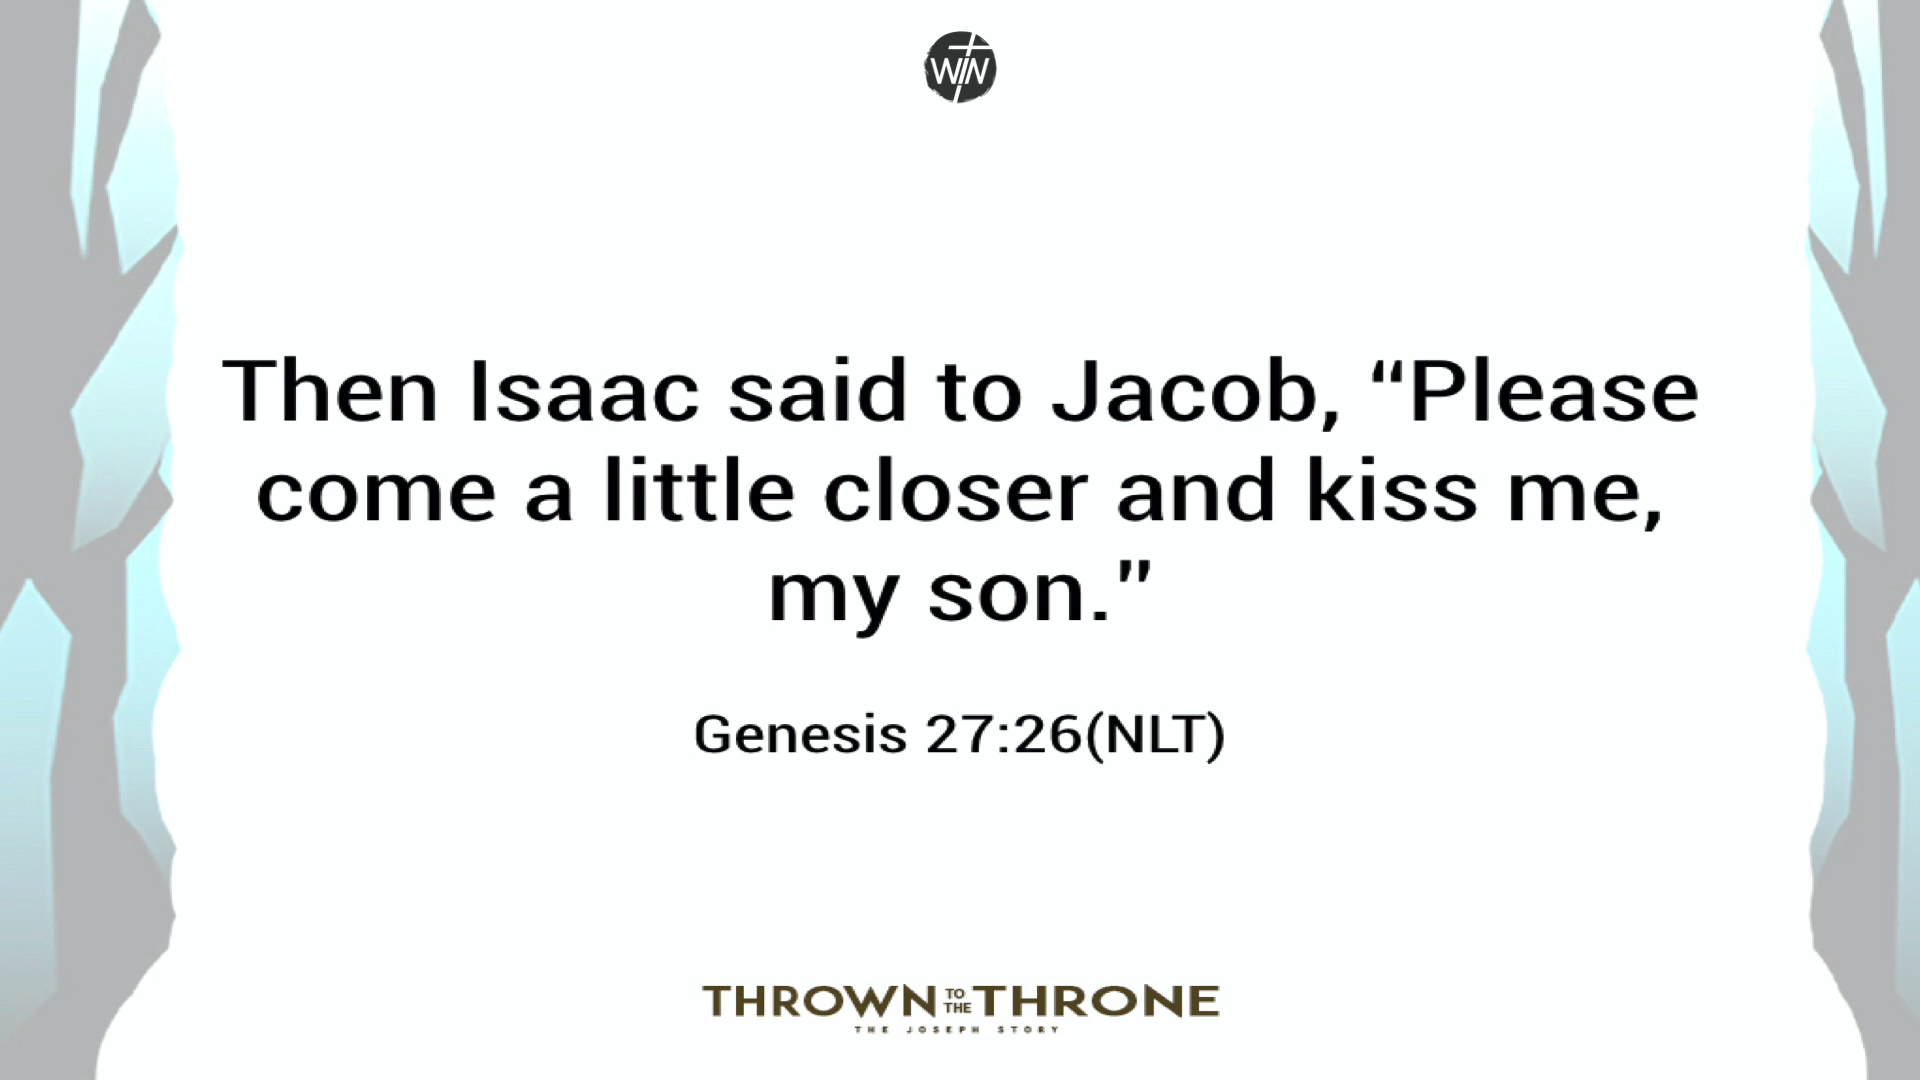 WIN
Then Isaac said to Jacob, “Please
come a little closer and kiss me,
my son.”
Genesis 27:26(NLT)
THROWN TO THE THRONE
THE JOSEPH STORY